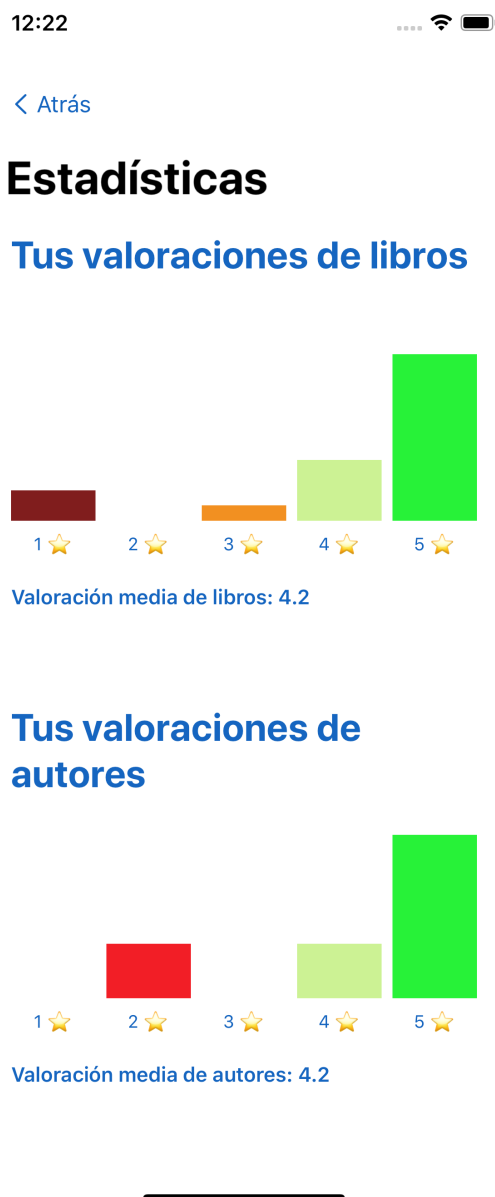 12:22
Atrás
Estadísticas
Tus valoraciones de libros
1 ⭐ 2 ⭐ 3 ⭐ 4 ⭐ 5 ⭐
Valoración media de libros: 4.2
Tus valoraciones de
autores
1 ⭐ 2 ⭐ 3 ⭐ 4 ⭐ 5 ⭐
Valoración media de autores: 4.2